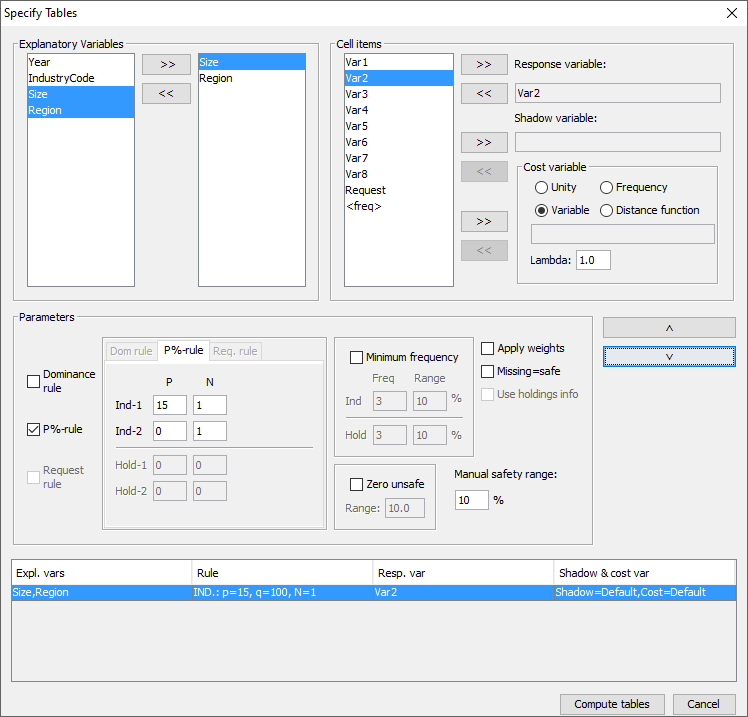 Specify Tables
Explanatory Variables
Year
IndustryCode
Size
Region
>>
<<
Size
Region
Cell items
Var1
Var2
Var3
Var4
Var5
Var6
Var7
Var8
Request
<freq>
>>
<<
>>
<<
>>
<<
Response variable:
Var2
Shadow variable:
Cost variable
Unity Frequency
Variable Distance function
Lambda: 1.0
Parameters
Dominance
rule
P%-rule
Request
rule
Dom rule P%-rule Req. rule
P N
Ind-1 15 1
Ind-2 0 1
Hold-1 0 0
Hold-2 0 0
Minimum frequency
Freq Range
Ind 3 10 %
Hold 3 10 %
Zero unsafe
Range: 10.0
Apply weights
Missing=safe
Use holdings info
Manual safety range:
10 %
^
v
Expl. vars Rule Resp. var Shadow & cost var
Size,Region IND.: p=15, q=100, N=1 Var2 Shadow=Default,Cost=Default
Compute tables Cancel